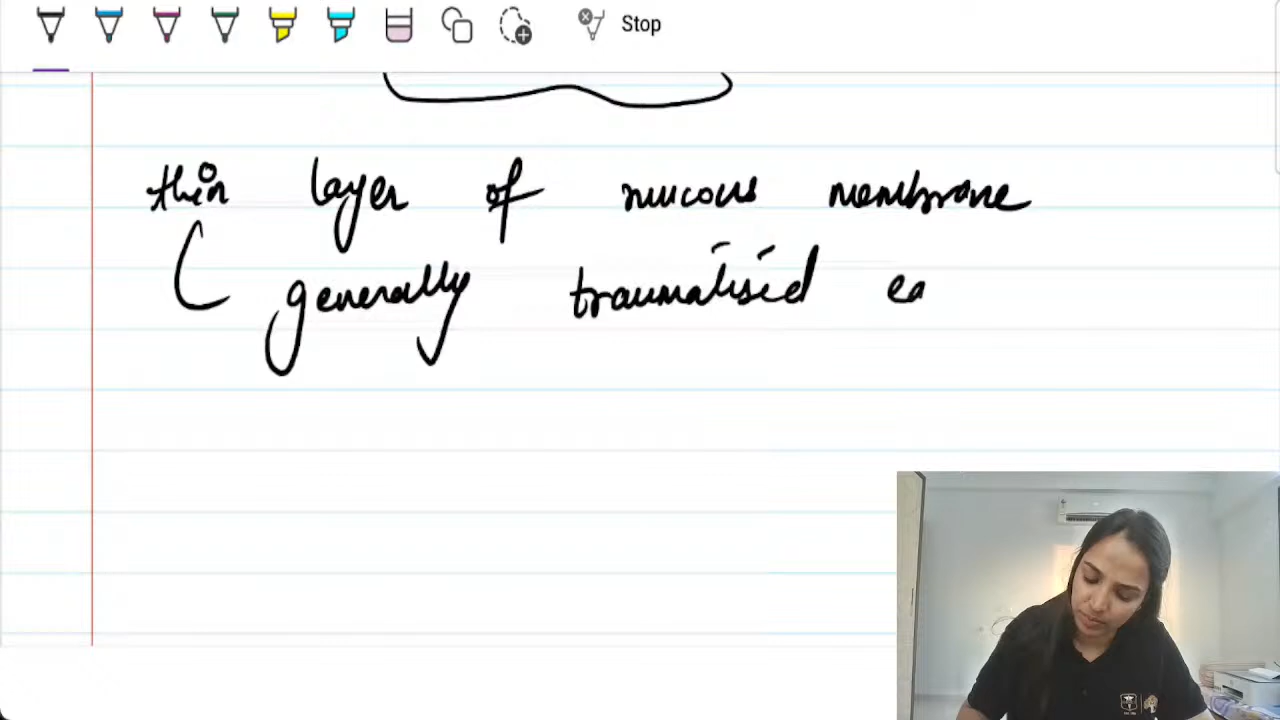 Stop
thin layer of mucous membrane
generally traumatised ea